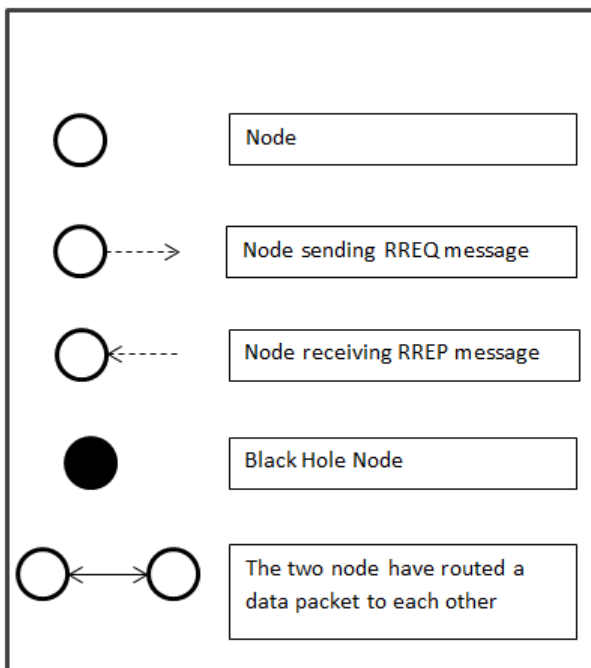 Node
Node sending RREQ message
Node receiving RREP message
Black Hole Node
The two node have routed a
data packet to each other